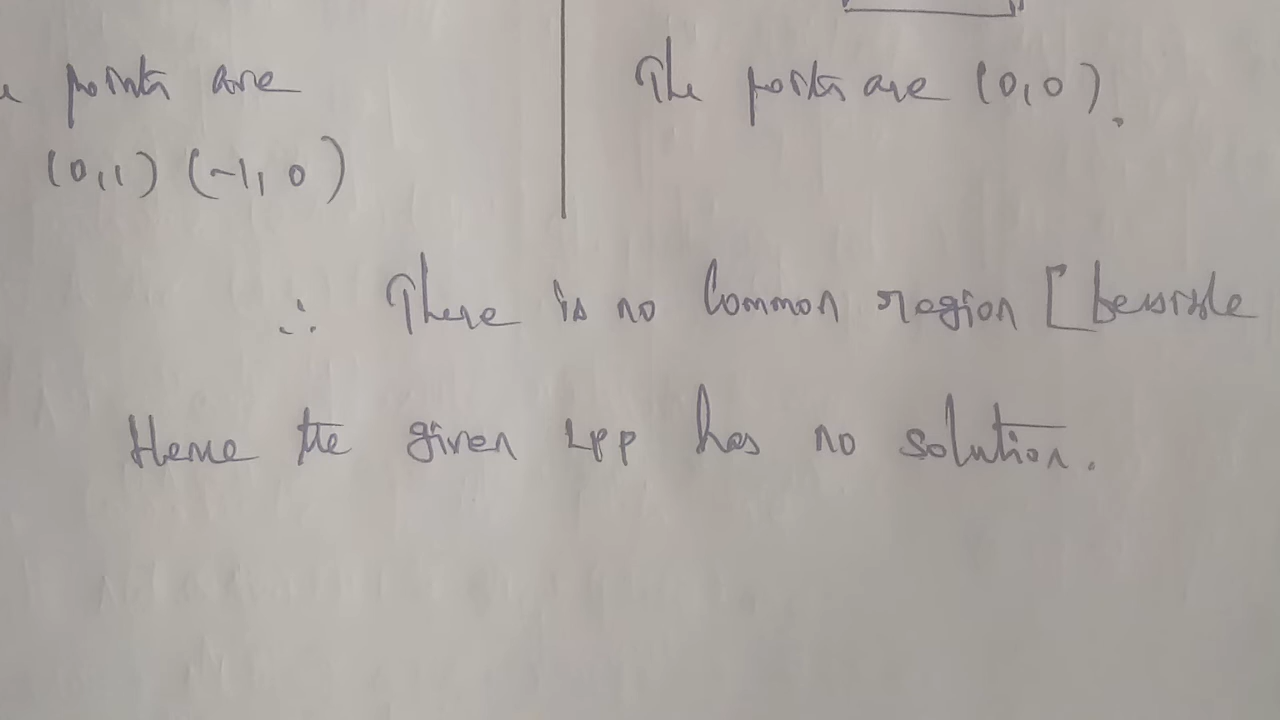 points are
(0,1) (-1, 0)
The points are (0,0).
∴ There is no Common region [ feasible
Hence the given LPP has no solution.